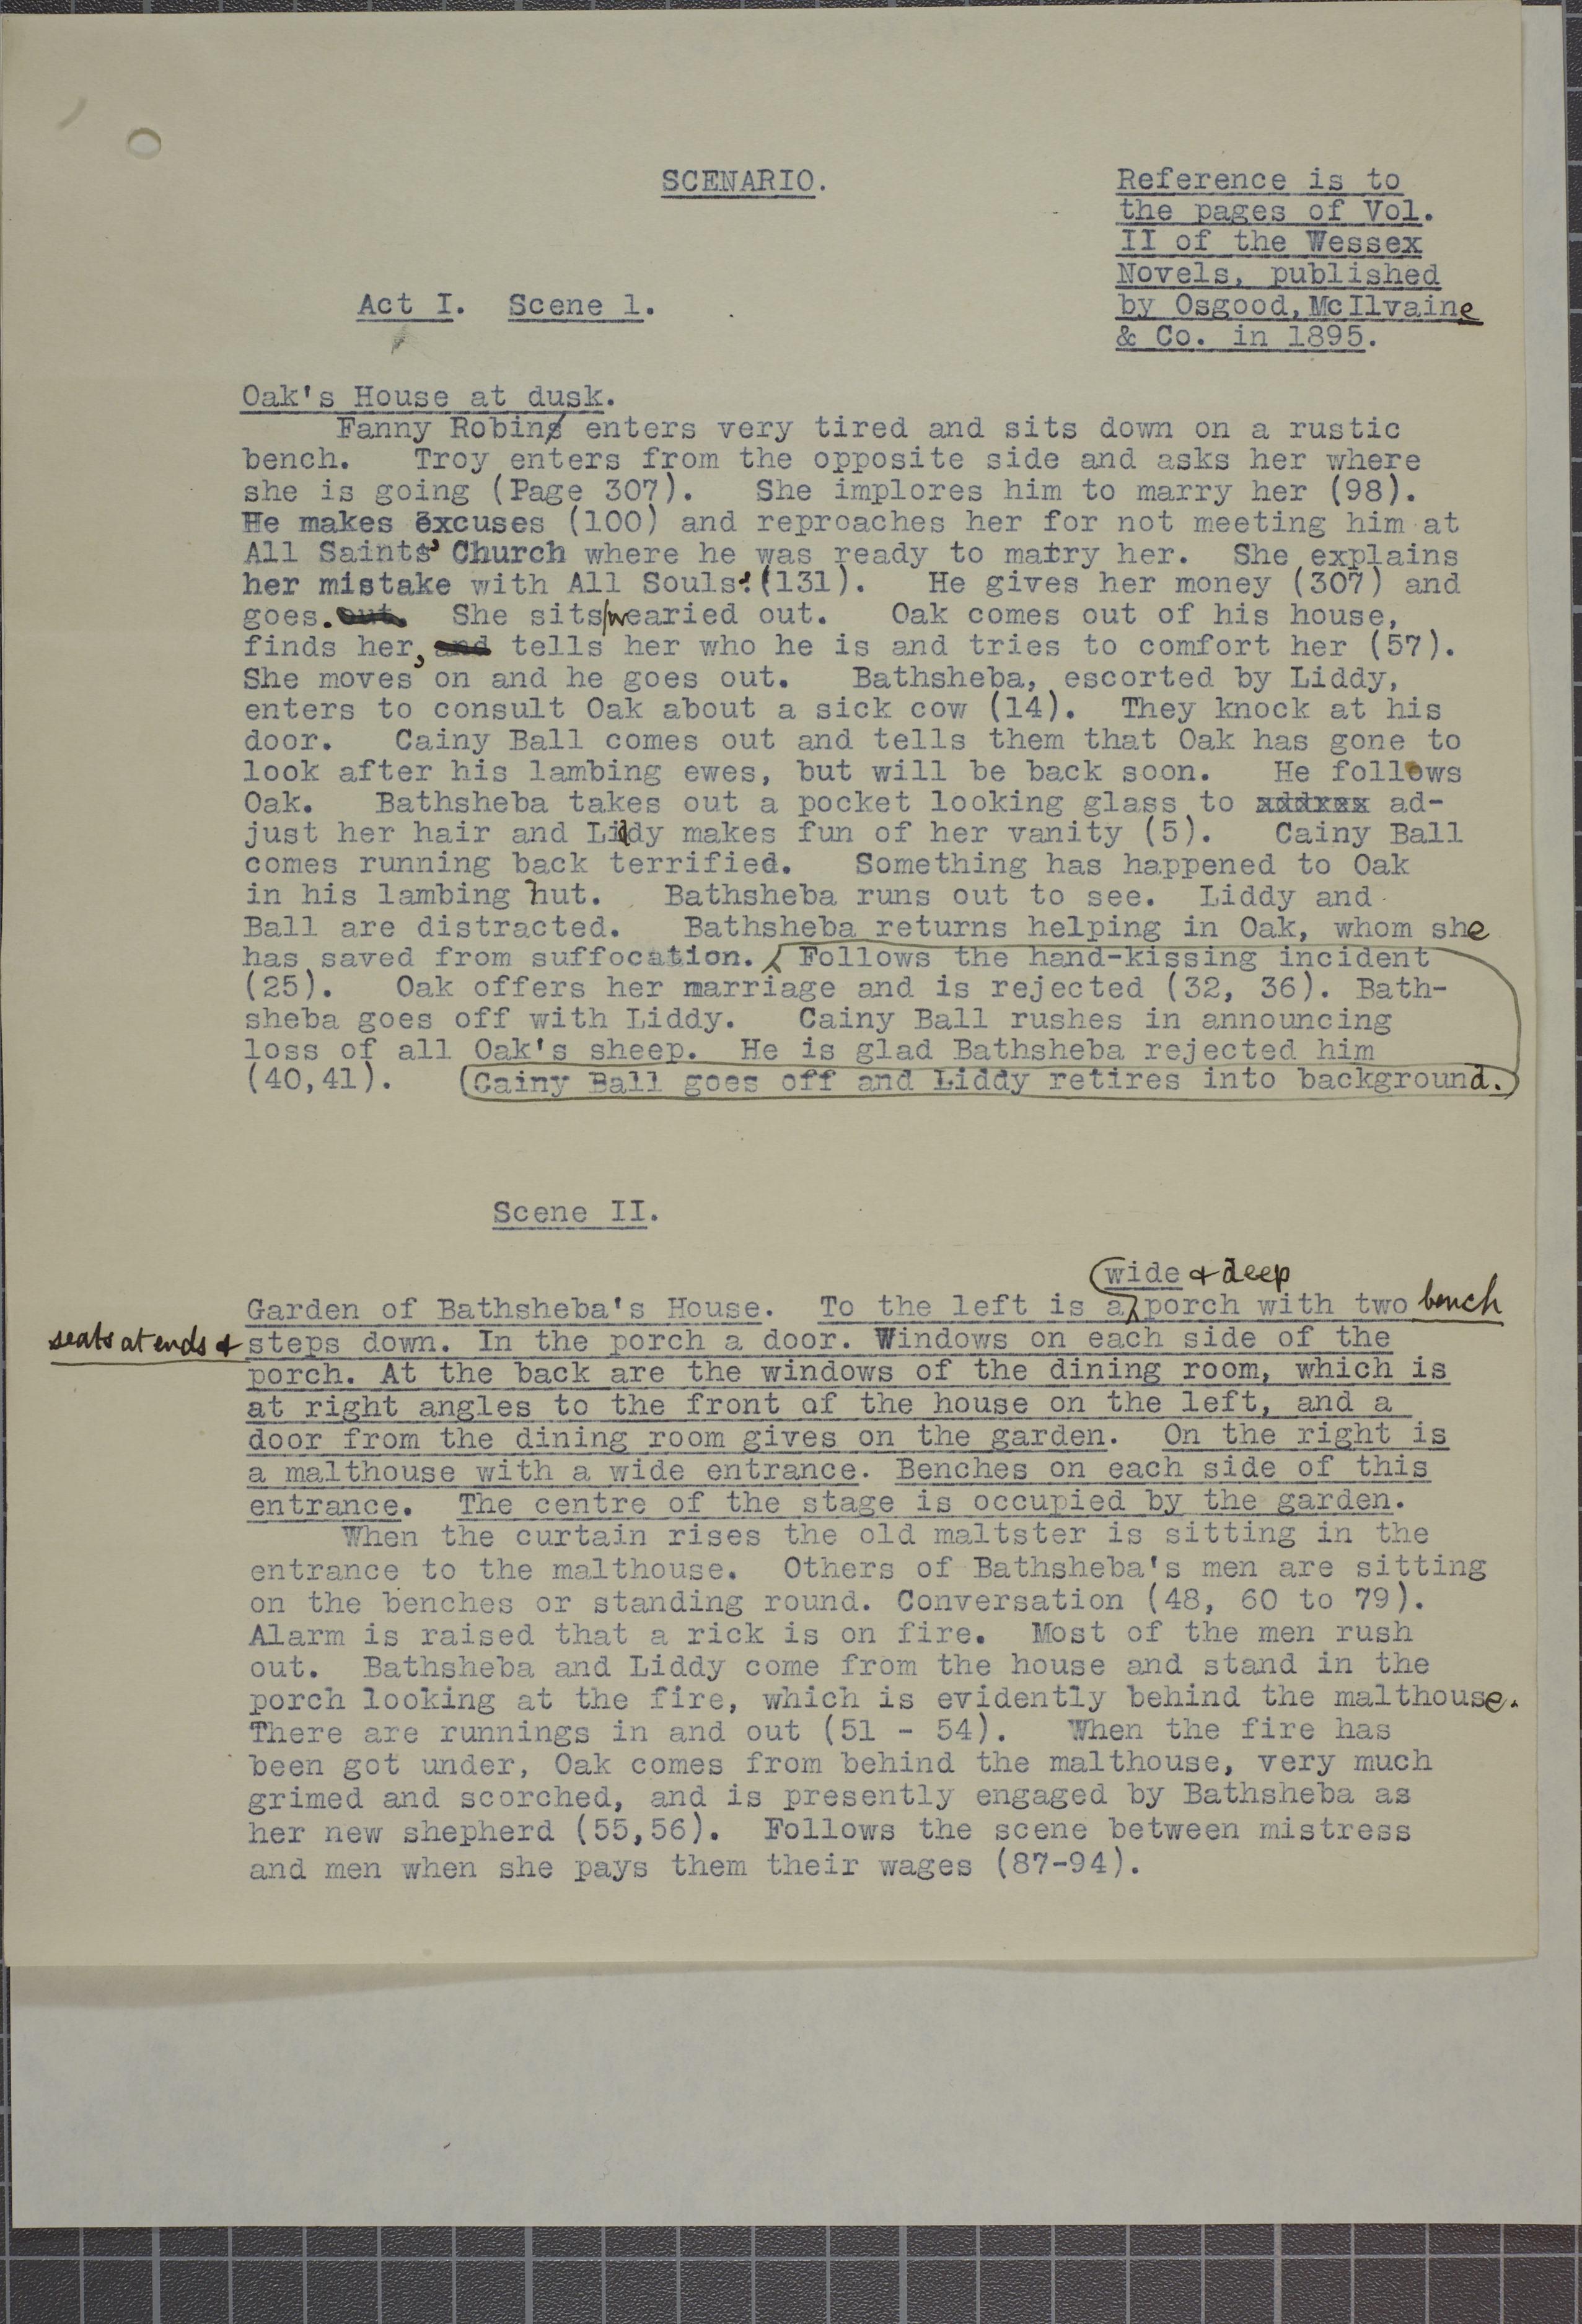 SCENARIO.
Reference is to
the pages of Vol.
II of the Wessex
Novels, published
by Osgood, McIlvaine
& Co. in 1895.
Act I. Scene 1.
Oak's House at dusk.
Fanny Robin enters very tired and sits down on a rustic
bench. Troy enters from the opposite side and asks her where
she is going (Page 307). She implores him to marry her (98).
He makes excuses (100) and reproaches her for not meeting him at
All Saints' Church where he was ready to marry her. She explains
her mistake with All Souls' (131). He gives her money (307) and
goes. out. She sits wearied out. Oak comes out of his house,
finds her, and tells her who he is and tries to comfort her (57).
She moves on and he goes out. Bathsheba, escorted by Liddy,
enters to consult Oak about a sick cow (14). They knock at his
door. Cainy Ball comes out and tells them that Oak has gone to
look after his lambing ewes, but will be back soon. He follows
Oak. Bathsheba takes out a pocket looking glass to ad-
just her hair and Liddy makes fun of her vanity (5). Cainy Ball
comes running back terrified. Something has happened to Oak
in his lambing hut. Bathsheba runs out to see. Liddy and
Ball are distracted. Bathsheba returns helping in Oak, whom she
has saved from suffocation. Follows the hand-kissing incident
(25). Oak offers her marriage and is rejected (32, 36). Bath-
sheba goes off with Liddy. Cainy Ball rushes in announcing
loss of all Oak's sheep. He is glad Bathsheba rejected him
(40,41). Cainy Ball goes off and Liddy retires into background.
Scene II.
wide & deep
Garden of Bathsheba's House. To the left is a porch with two bench
seats at ends & steps down. In the porch a door. Windows on each side of the
porch. At the back are the windows of the dining room, which is
at right angles to the front of the house on the left, and a
door from the dining room gives on the garden. On the right is
a malthouse with a wide entrance. Benches on each side of this
entrance. The centre of the stage is occupied by the garden.
When the curtain rises the old maltster is sitting in the
entrance to the malthouse. Others of Bathsheba's men are sitting
on the benches or standing round. Conversation (48, 60 to 79).
Alarm is raised that a rick is on fire. Most of the men rush
out. Bathsheba and Liddy come from the house and stand in the
porch looking at the fire, which is evidently behind the malthouse.
There are runnings in and out (51 - 54). When the fire has
been got under, Oak comes from behind the malthouse, very much
grimed and scorched, and is presently engaged by Bathsheba as
her new shepherd (55,56). Follows the scene between mistress
and men when she pays them their wages (87-94).